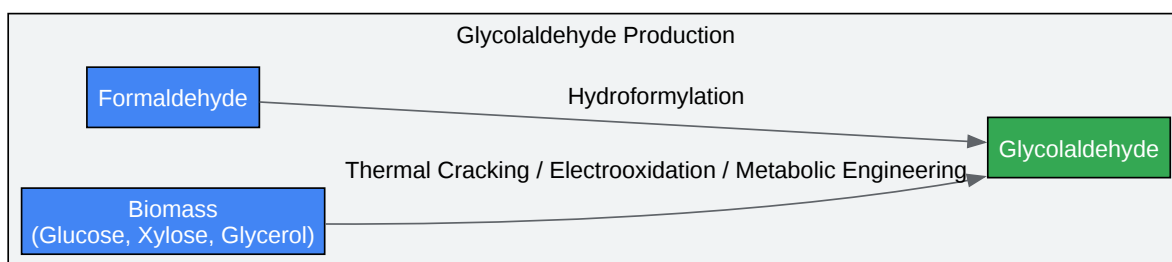 Glycolaldehyde Production
Formaldehyde
Hydroformylation
Glycolaldehyde
Thermal Cracking / Electrooxidation / Metabolic Engineering
Biomass
(Glucose, Xylose, Glycerol)